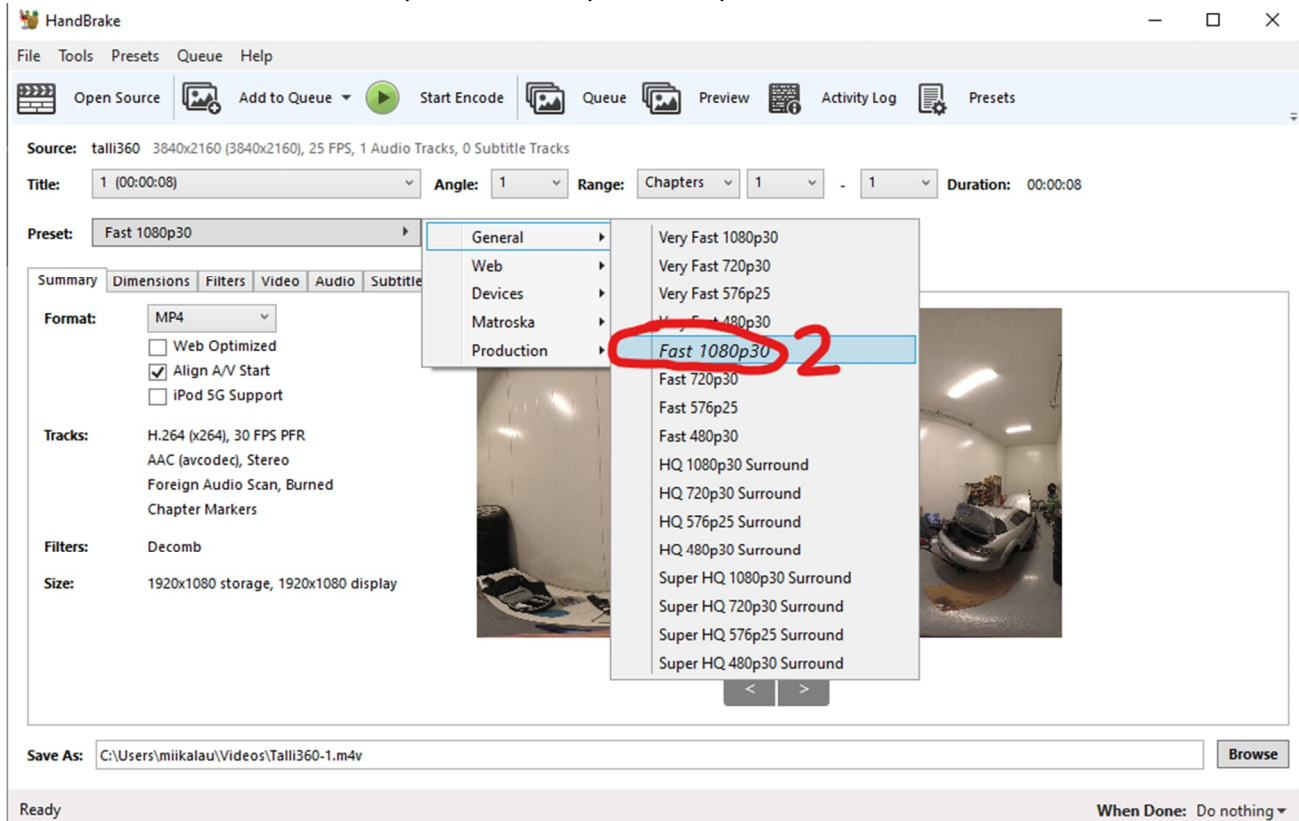 HandBrake
File Tools Presets Queue Help
Open Source Add to Queue Start Encode Queue Preview Activity Log Presets
Source: talli360 3840x2160 (3840x2160), 25 FPS, 1 Audio Tracks, 0 Subtitle Tracks
Title: 1 (00:00:08) Angle: 1 Range: Chapters 1 - 1 Duration: 00:00:08
Preset: Fast 1080p30
General
Web
Devices
Matroska
Production
Very Fast 1080p30
Very Fast 720p30
Very Fast 576p25
Very Fast 480p30
Fast 1080p30 2
Fast 720p30
Fast 576p25
Fast 480p30
HQ 1080p30 Surround
HQ 720p30 Surround
HQ 576p25 Surround
HQ 480p30 Surround
Super HQ 1080p30 Surround
Super HQ 720p30 Surround
Super HQ 576p25 Surround
Super HQ 480p30 Surround
Summary Dimensions Filters Video Audio Subtitle
Format: MP4
Web Optimized
Align A/V Start
iPod 5G Support
Tracks: H.264 (x264), 30 FPS PFR
AAC (avcodec), Stereo
Foreign Audio Scan, Burned
Chapter Markers
Filters: Decomb
Size: 1920x1080 storage, 1920x1080 display
< >
Save As: C:\Users\miikalau\Videos\Talli360-1.m4v Browse
Ready When Done: Do nothing